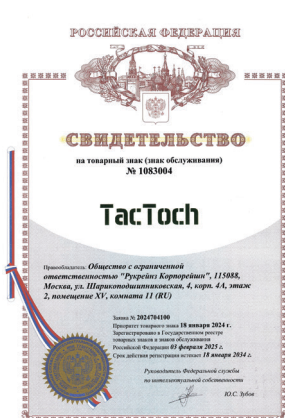 РОССИЙСКАЯ ФЕДЕРАЦИЯ
СВИДЕТЕЛЬСТВО
на товарный знак (знак обслуживания)
№ 1083004
TacToch
Правообладатель: Общество с ограниченной
ответственностью "Рукрейнз Корпорейшн", 115088,
Москва, ул. Шарикоподшипниковская, 4, корп. 4А, этаж
2, помещение XV, комната 11 (RU)
Заявка № 2024704100
Приоритет товарного знака 18 января 2024 г.
Зарегистрировано в Государственном реестре
товарных знаков и знаков обслуживания
Российской Федерации 03 февраля 2025 г.
Срок действия регистрации истекает 18 января 2034 г.
Руководитель Федеральной службы
по интеллектуальной собственности
Ю.С. Зубов